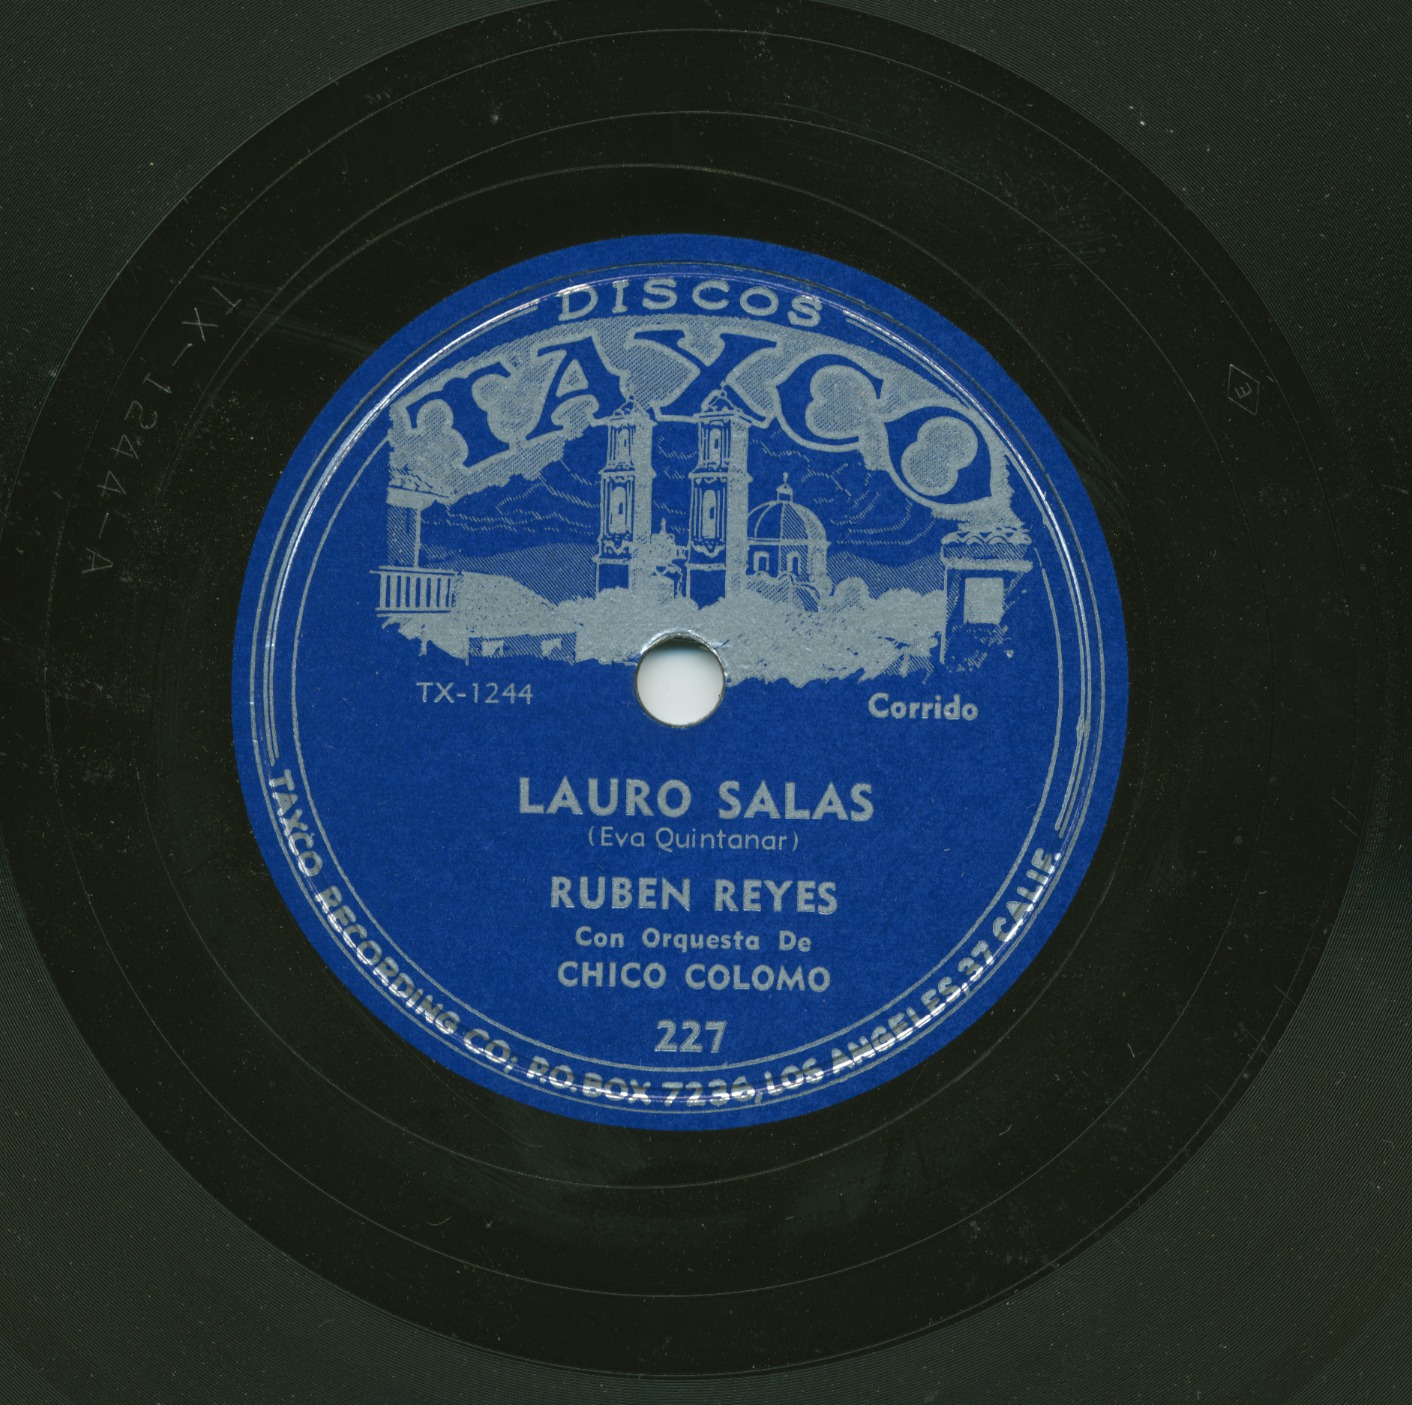 DISCOS
TAXCO
TX-1244
Corrido
LAURO SALAS
(Eva Quintanar)
RUBEN REYES
Con Orquesta De
CHICO COLOMO
227
TAXCO RECORDING CO; P.O. BOX 7236, LOS ANGELES, 37 CALIF.
TX-1244-A
E